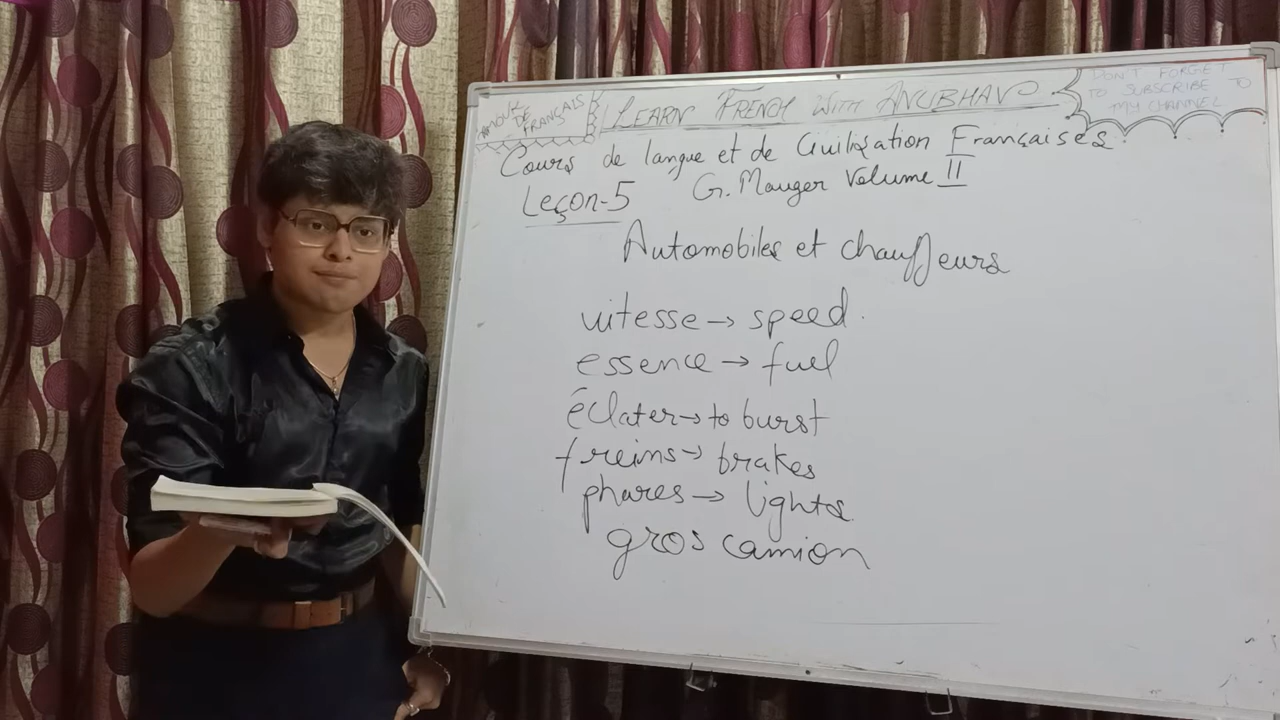 AMOUR DE FRANÇAIS
LEARN FRENCH WITH ANUBHAV
DON'T FORGET
TO SUBSCRIBE TO
MY CHANNEL
Cours de langue et de Civilisation Françaises.
Leçon-5 G. Mauger Volume II
Automobiles et chauffeurs
vitesse → speed.
essence → fuel
éclater → to burst
freins → brakes
phares → lights
gros camion